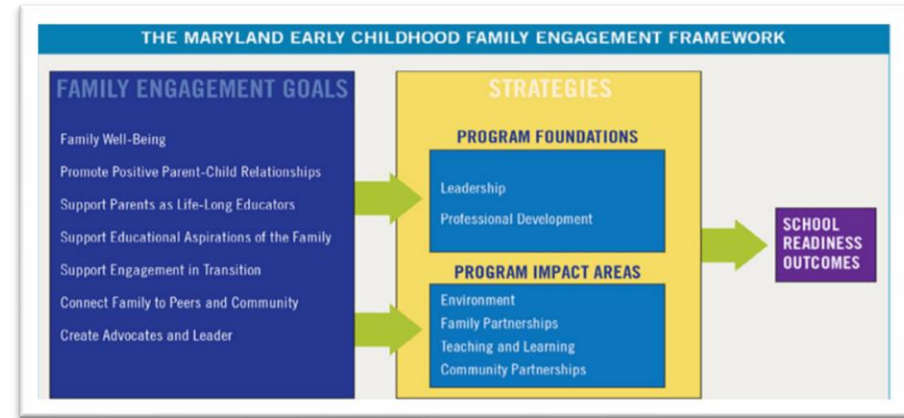 THE MARYLAND EARLY CHILDHOOD FAMILY ENGAGEMENT FRAMEWORK
FAMILY ENGAGEMENT GOALS
Family Well-Being
Promote Positive Parent-Child Relationships
Support Parents as Life-Long Educators
Support Educational Aspirations of the Family
Support Engagement in Transition
Connect Family to Peers and Community
Create Advocates and Leader
STRATEGIES
PROGRAM FOUNDATIONS
Leadership
Professional Development
PROGRAM IMPACT AREAS
Environment
Family Partnerships
Teaching and Learning
Community Partnerships
SCHOOL
READINESS
OUTCOMES